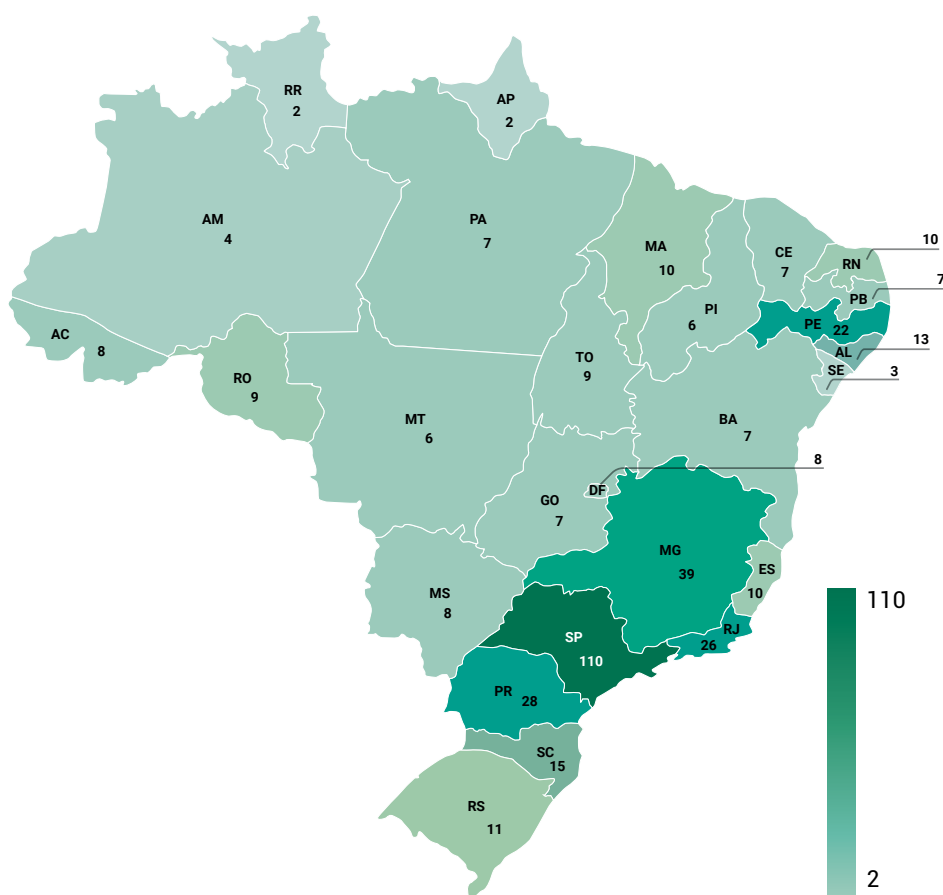 RR
2
AP
2
AM
4
PA
7
MA
10
CE
7
RN
10
PB
7
PI
6
PE 22
AL
13
SE
3
AC
8
RO
9
TO
9
MT
6
BA
7
DF
8
GO
7
MG
39
ES
10
MS
8
SP
110
RJ
26
PR
28
SC
15
RS
11
110
2